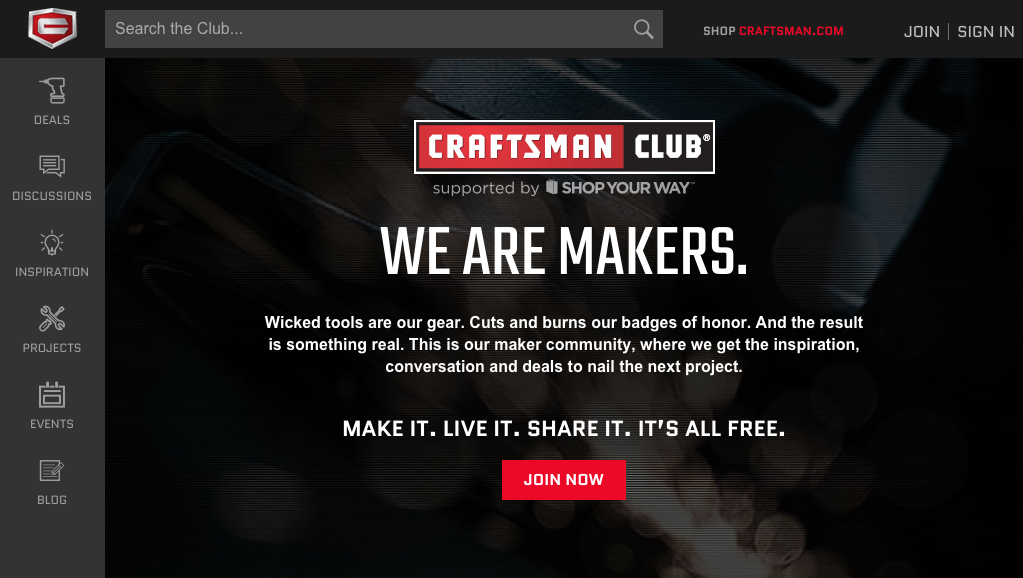 Search the Club...
SHOP CRAFTSMAN.COM
JOIN
SIGN IN
DEALS
DISCUSSIONS
INSPIRATION
PROJECTS
EVENTS
BLOG
CRAFTSMAN CLUB®
supported by SHOP YOUR WAY™
WE ARE MAKERS.
Wicked tools are our gear. Cuts and burns our badges of honor. And the result
is something real. This is our maker community, where we get the inspiration,
conversation and deals to nail the next project.
MAKE IT. LIVE IT. SHARE IT. IT'S ALL FREE.
JOIN NOW